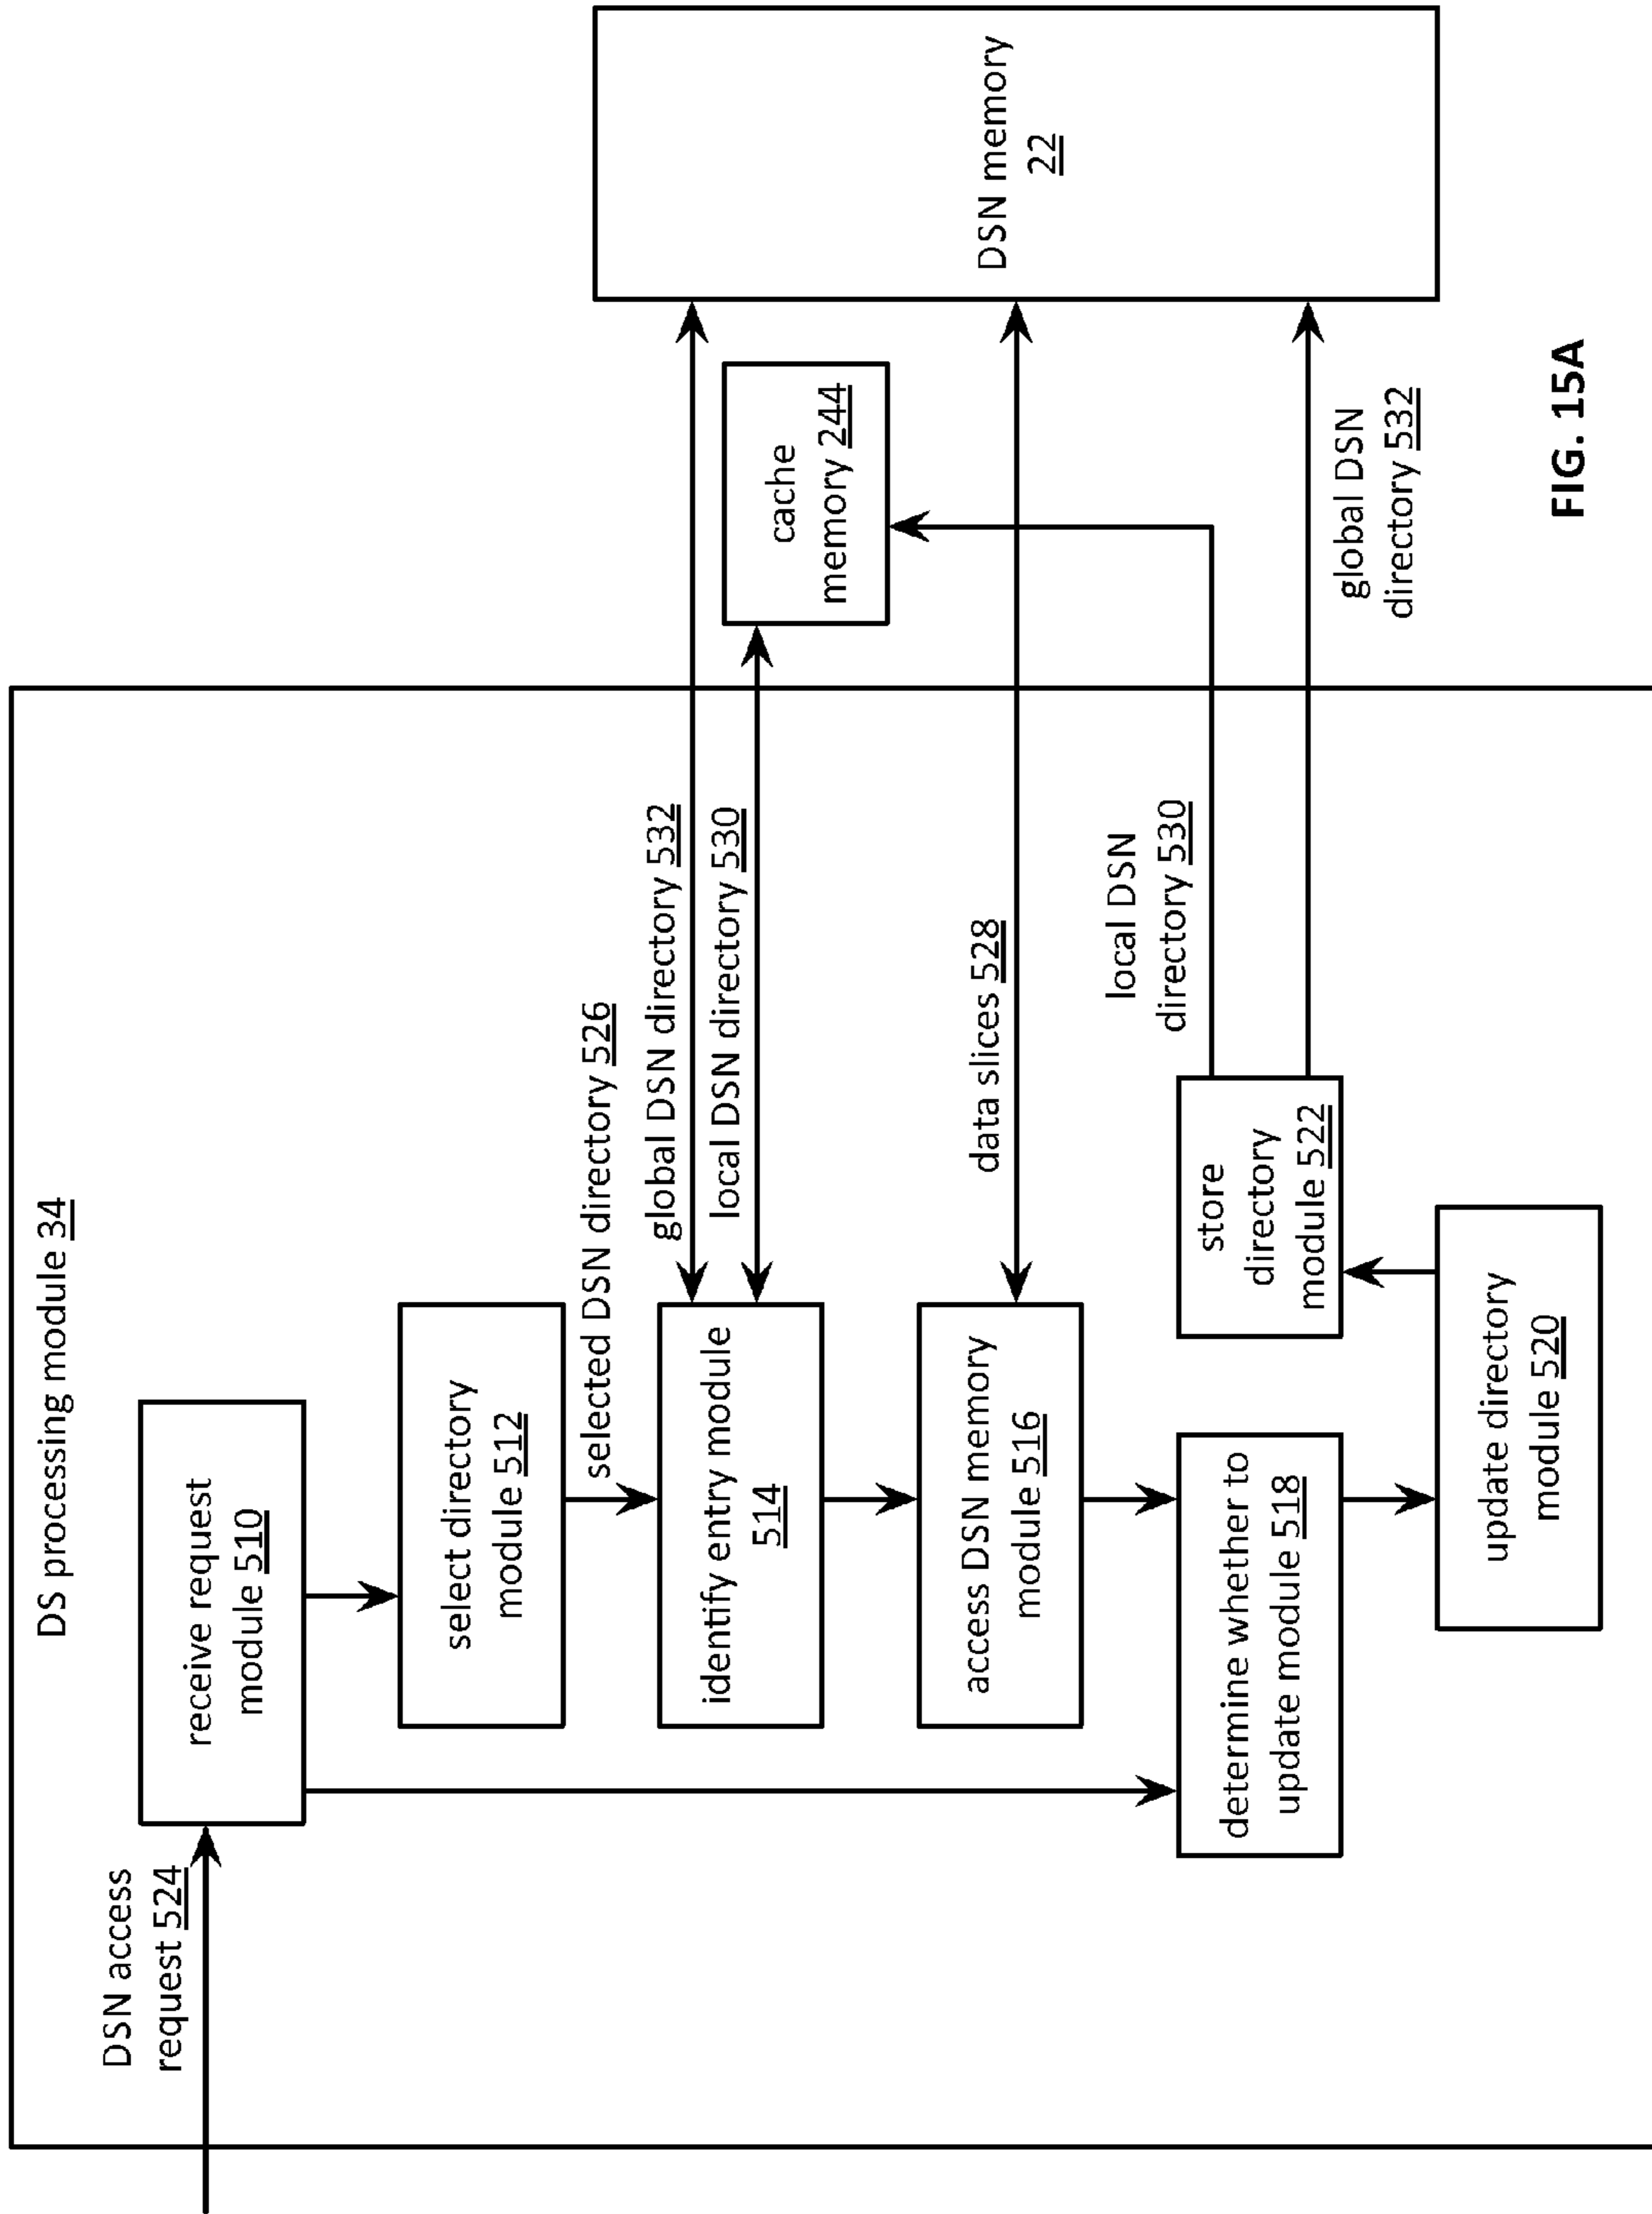 DS processing module 34
DSN access
request 524
receive request
module 510
select directory
module 512
selected DSN directory 526
global DSN directory 532
local DSN directory 530
identify entry module
514
cache
memory 244
DSN memory
22
access DSN memory
module 516
data slices 528
determine whether to
update module 518
store
directory
module 522
local DSN
directory 530
global DSN
directory 532
update directory
module 520
FIG. 15A